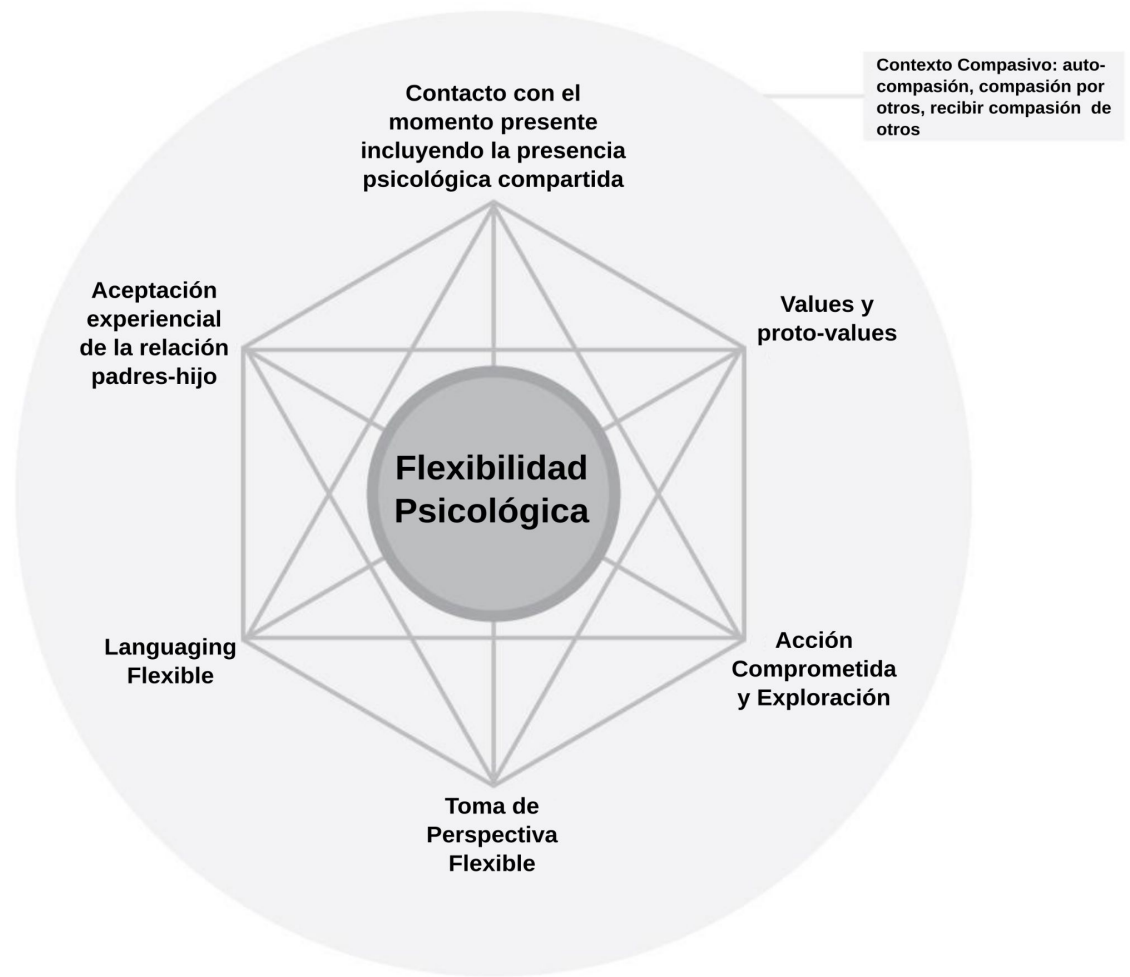 Contexto Compasivo: auto-
compasión, compasión por
otros, recibir compasión de
otros
Contacto con el
momento presente
incluyendo la presencia
psicológica compartida
Aceptación
experiencial
de la relación
padres-hijo
Values y
proto-values
Flexibilidad
Psicológica
Languaging
Flexible
Acción
Comprometida
y Exploración
Toma de
Perspectiva
Flexible